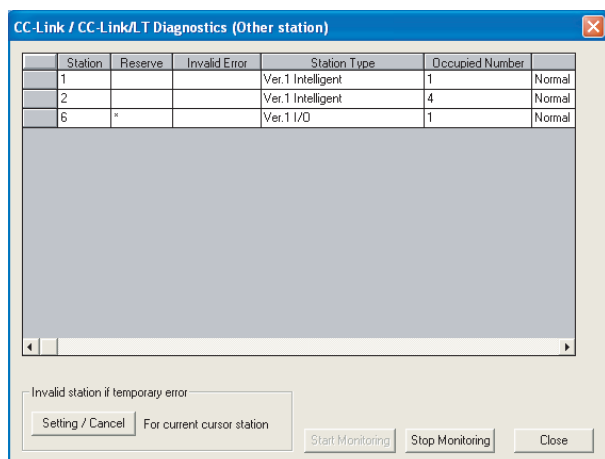 CC-Link / CC-Link/LT Diagnostics (Other station)
Station Reserve Invalid Error Station Type Occupied Number
1 Ver.1 Intelligent 1 Normal
2 Ver.1 Intelligent 4 Normal
6 * Ver.1 I/O 1 Normal
Invalid station if temporary error
Setting / Cancel For current cursor station
Start Monitoring Stop Monitoring Close